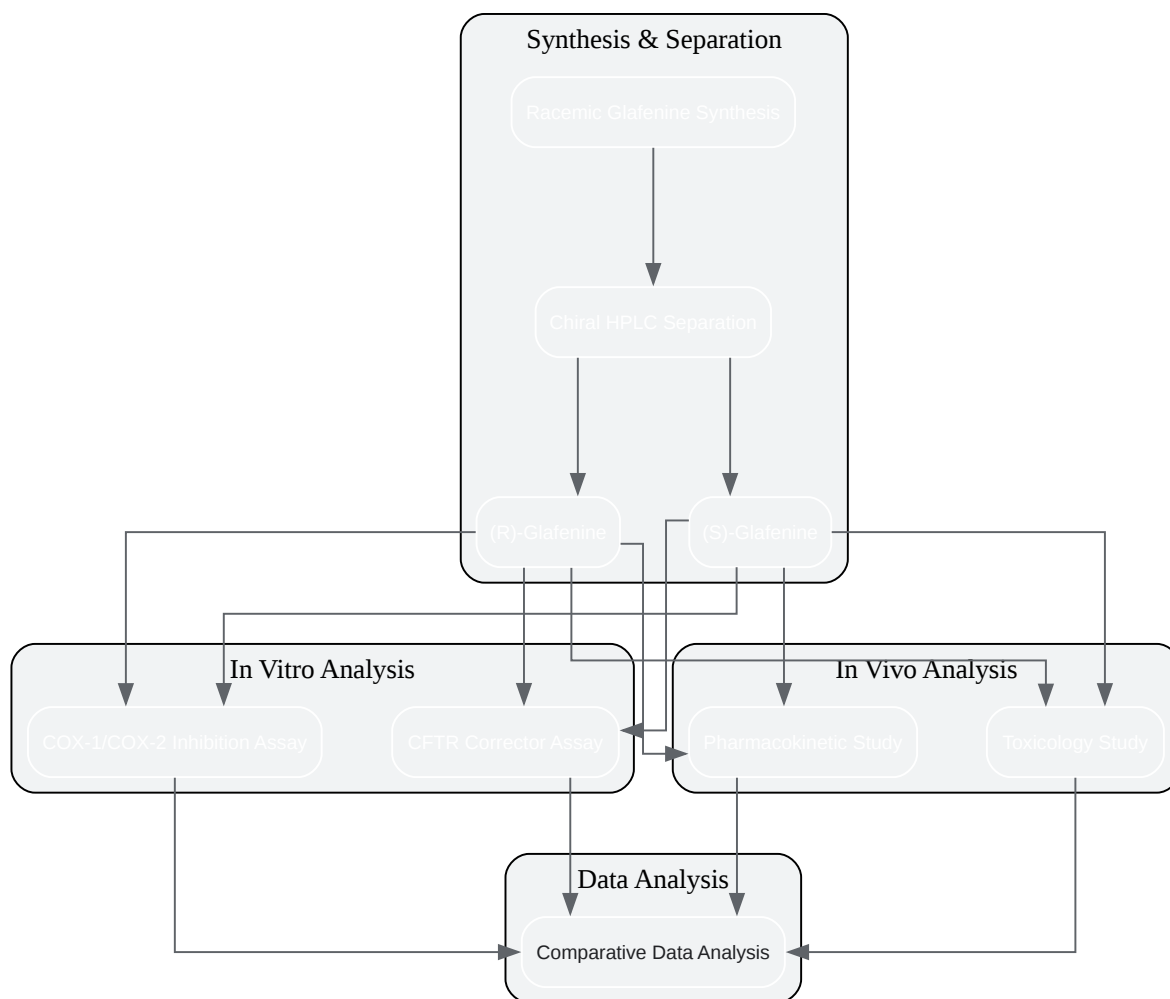 Synthesis & Separation
Racemic Glafenine Synthesis
Chiral HPLC Separation
(R)-Glafenine
(S)-Glafenine
In Vitro Analysis
In Vivo Analysis
COX-1/COX-2 Inhibition Assay
CFTR Corrector Assay
Pharmacokinetic Study
Toxicology Study
Data Analysis
Comparative Data Analysis